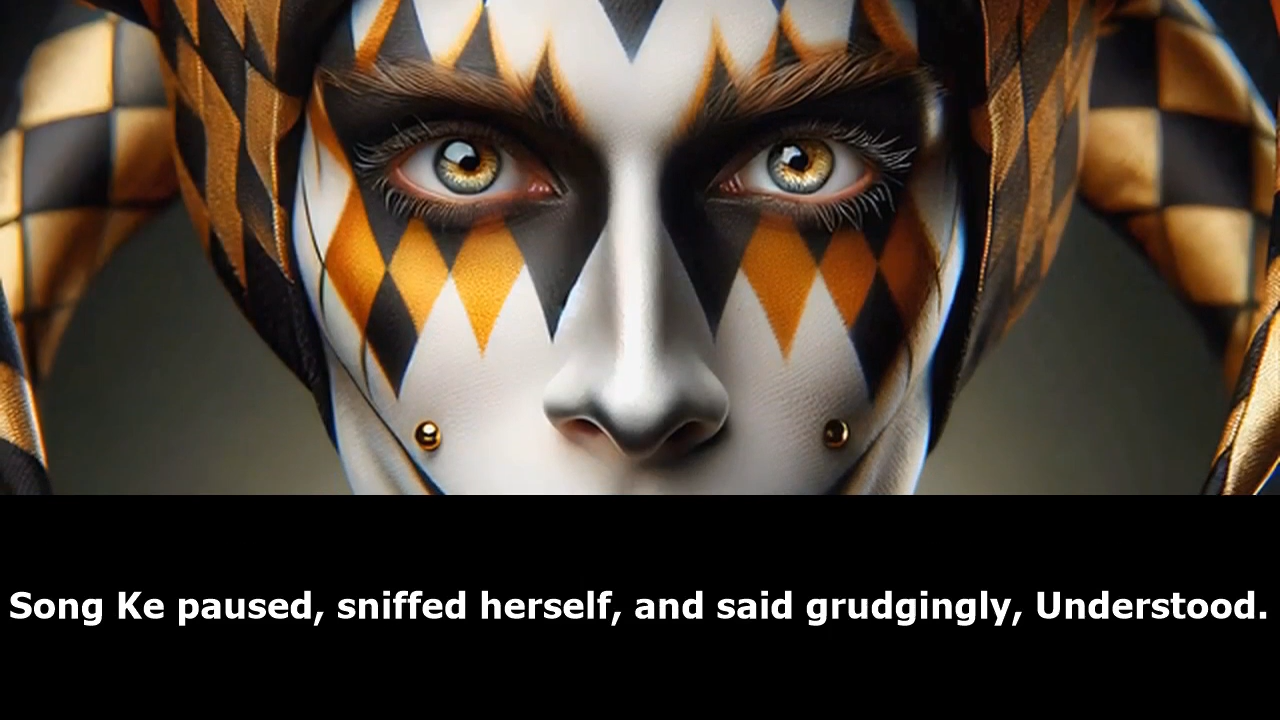 Song Ke paused, sniffed herself, and said grudgingly, Understood.